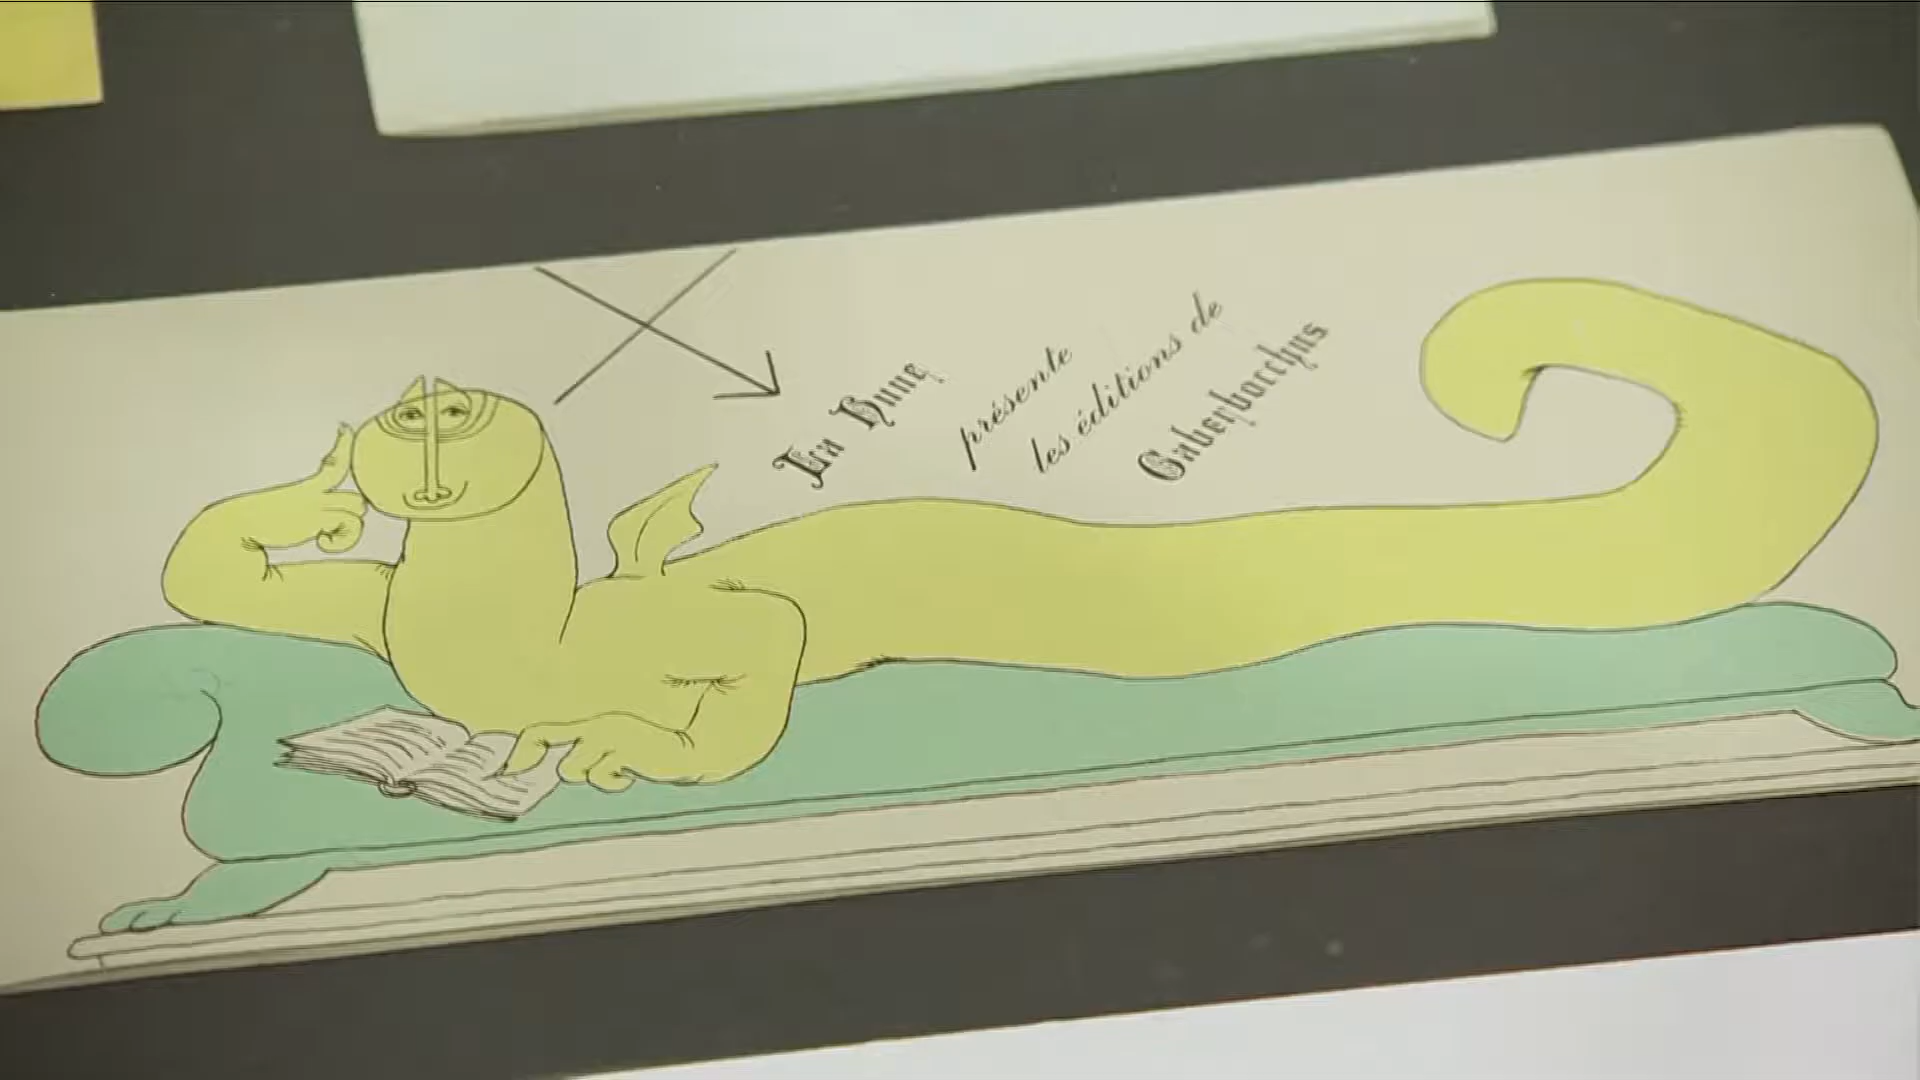 La Hune
présente
les éditions de
Gaberbocchus